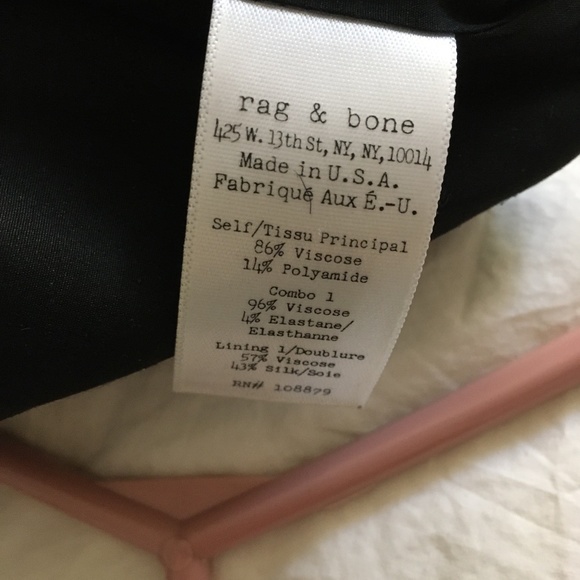 rag & bone
425 W. 13th St, NY, NY, 10014
Made in U.S.A.
Fabriqué Aux É.-U.
Self/Tissu Principal
86% Viscose
14% Polyamide
Combo 1
96% Viscose
4% Elastane/
Elasthanne
Lining 1/Doublure
57% Viscose
43% Silk/Soie
RN# 108879